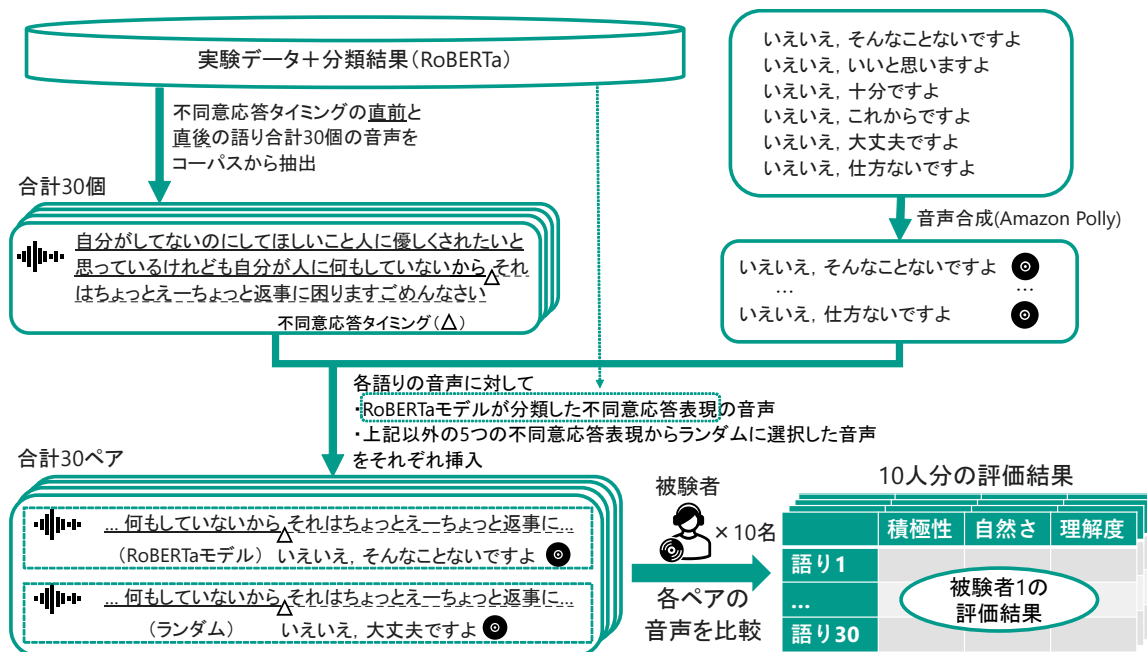 実験データ＋分類結果(RoBERTa)
不同意応答タイミングの直前と
直後の語り合計30個の音声を
コーパスから抽出
合計30個
自分がしてないのにしてほしいこと人に優しくされたいと
思っているけれども自分が人に何もしていないから△それ
はちょっとえーちょっと返事に困りますごめんなさい
不同意応答タイミング(△)
いえいえ, そんなことないですよ
いえいえ, いいと思いますよ
いえいえ, 十分ですよ
いえいえ, これからですよ
いえいえ, 大丈夫ですよ
いえいえ, 仕方ないですよ
音声合成(Amazon Polly)
いえいえ, そんなことないですよ
... ...
いえいえ, 仕方ないですよ
各語りの音声に対して
・RoBERTaモデルが分類した不同意応答表現の音声
・上記以外の5つの不同意応答表現からランダムに選択した音声
をそれぞれ挿入
合計30ペア
... 何もしていないから△それはちょっとえーちょっと返事に...
(RoBERTaモデル) いえいえ, そんなことないですよ
... 何もしていないから△それはちょっとえーちょっと返事に...
(ランダム) いえいえ, 大丈夫ですよ
被験者
×10名
各ペアの
音声を比較
10人分の評価結果
積極性 自然さ 理解度
語り1
...
語り30
被験者1の
評価結果